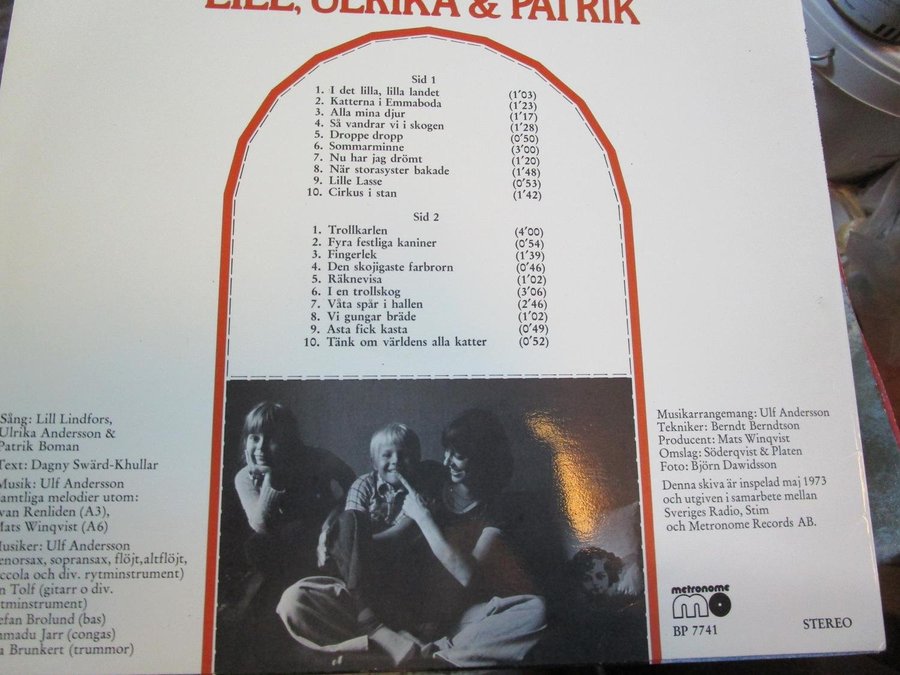 LILL, ULRIKA & PATRIK
Sid 1
1. I det lilla, lilla landet (1'03)
2. Katterna i Emmaboda (1'23)
3. Alla mina djur (1'17)
4. Så vandrar vi i skogen (1'28)
5. Droppe dropp (0'50)
6. Sommarminne (3'00)
7. Nu har jag drömt (1'20)
8. När storasyster bakade (1'48)
9. Lille Lasse (0'53)
10. Cirkus i stan (1'42)
Sid 2
1. Trollkarlen (4'00)
2. Fyra festliga kaniner (0'54)
3. Fingerlek (1'39)
4. Den skojigaste farbrorn (0'46)
5. Räknevisa (1'02)
6. I en trollskog (3'06)
7. Våta spår i hallen (2'46)
8. Vi gungar bräde (1'02)
9. Asta fick kasta (0'49)
10. Tänk om världens alla katter (0'52)
Sång: Lill Lindfors,
Ulrika Andersson &
Patrik Boman
Text: Dagny Swärd-Khullar
Musik: Ulf Andersson
amtliga melodier utom:
van Renliden (A3),
Mats Winqvist (A6)
usiker: Ulf Andersson
enorsax, sopransax, flöjt,altflöjt,
ccola och div. rytminstrument)
n Tolf (gitarr o div.
tminstrument)
efan Brolund (bas)
madu Jarr (congas)
a Brunkert (trummor)
Musikarrangemang: Ulf Andersson
Tekniker: Berndt Berndtson
Producent: Mats Winqvist
Omslag: Söderqvist & Platen
Foto: Björn Dawidsson
Denna skiva är inspelad maj 1973
och utgiven i samarbete mellan
Sveriges Radio, Stim
och Metronome Records AB.
metronome
BP 7741
STEREO